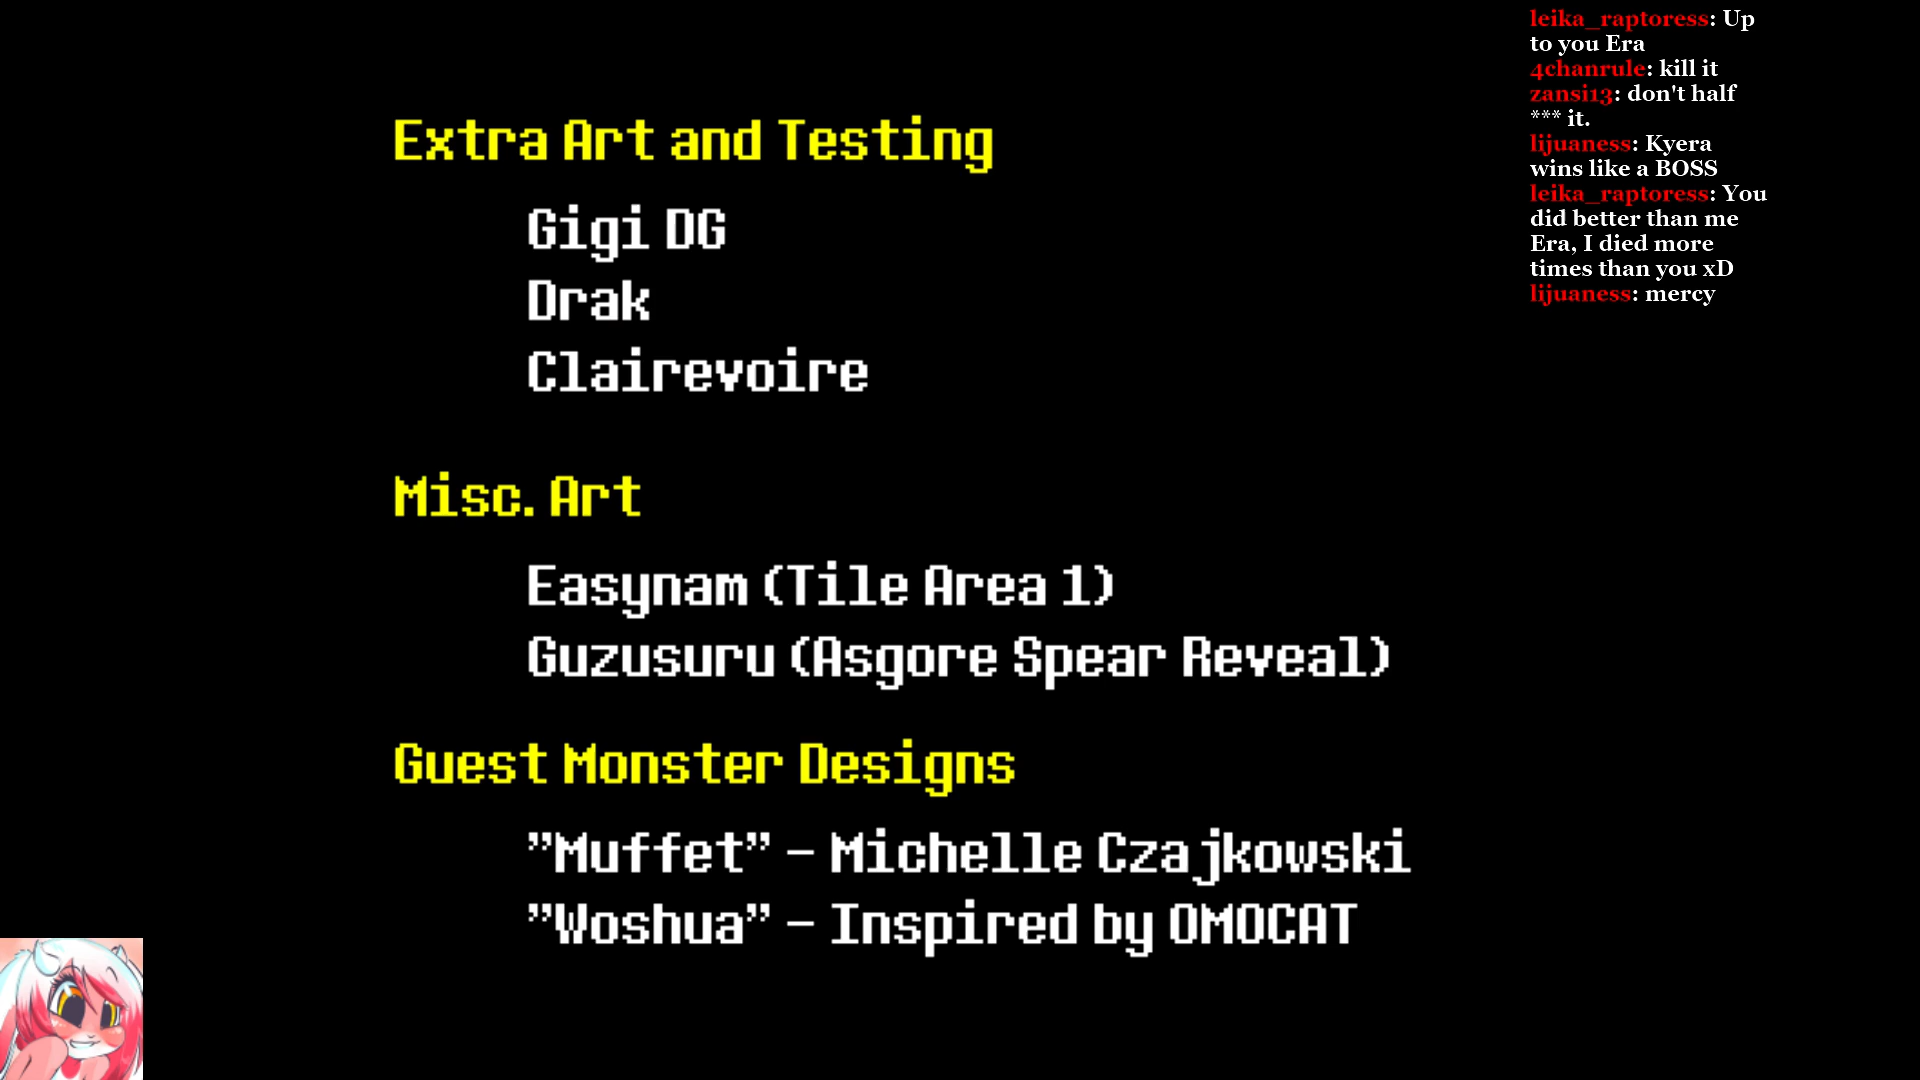 Extra Art and Testing
Gigi DG
Drak
Clairevoire
Misc. Art
Easynam (Tile Area 1)
Guzusuru (Asgore Spear Reveal)
Guest Monster Designs
"Muffet" - Michelle Czajkowski
"Woshua" - Inspired by OMOCAT
leika_raptoress: Up
to you Era
4chanrule: kill it
zansi13: don't half
*** it.
lijuaness: Kyera
wins like a BOSS
leika_raptoress: You
did better than me
Era, I died more
times than you xD
lijuaness: mercy